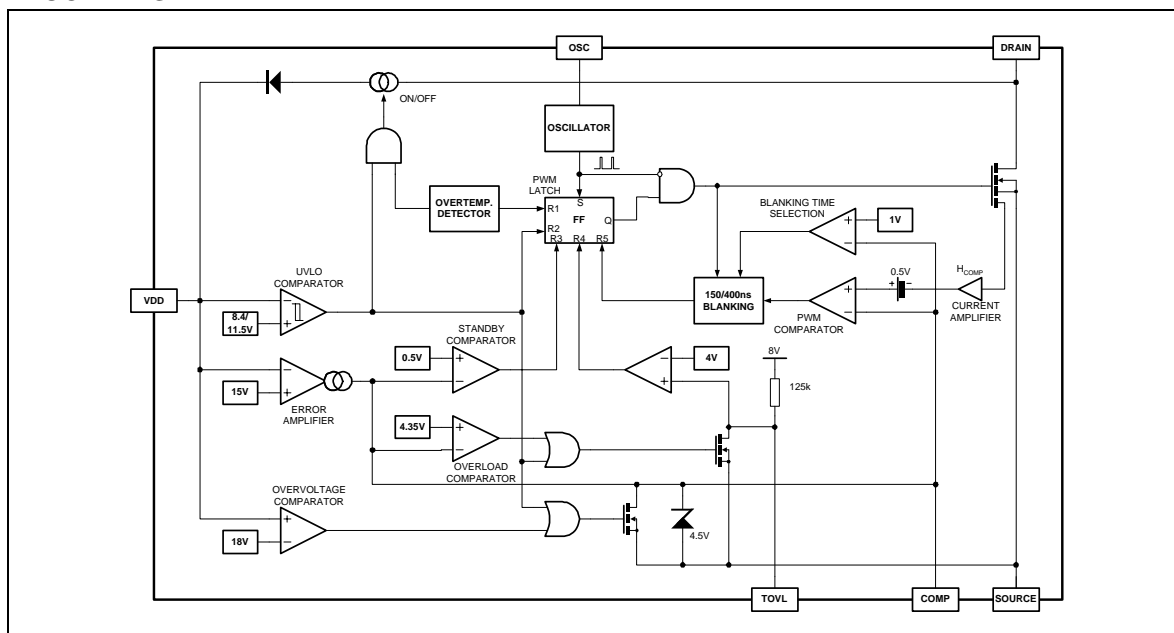 OSC
DRAIN
ON/OFF
OSCILLATOR
PWM
LATCH
BLANKING TIME
SELECTION
1V
OVERTEMP.
DETECTOR
S
R1
FF
Q
R2
R3 R4 R5
UVLO
COMPARATOR
VDD
8.4/
11.5V
150/400ns
BLANKING
PWM
COMPARATOR
0.5V
HCOMP
CURRENT
AMPLIFIER
STANDBY
COMPARATOR
0.5V
4V
8V
125k
15V
ERROR
AMPLIFIER
4.35V
OVERLOAD
COMPARATOR
OVERVOLTAGE
COMPARATOR
18V
4.5V
TOVL
COMP
SOURCE